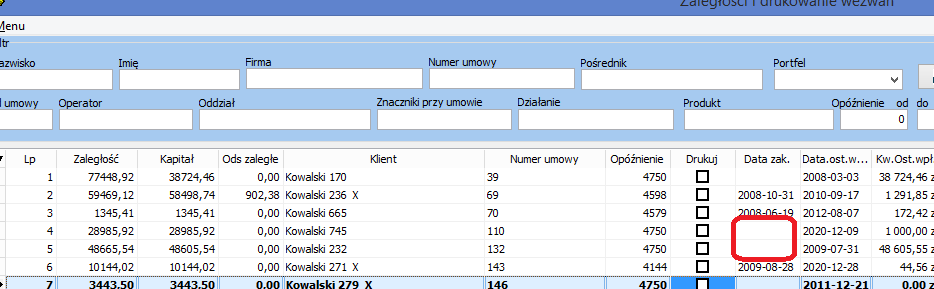 Zaległości i drukowanie wezwań
Menu
ltr
azwisko Imię Firma Numer umowy Pośrednik Portfel
d umowy Operator Oddział Znaczniki przy umowie Działanie Produkt Opóźnienie od do
0
Lp Zaległość Kapitał Ods zaległe Klient Numer umowy Opóźnienie Drukuj Data zak. Data.ost.w... Kw.Ost.wpł.
1 77448,92 38724,46 0,00 Kowalski 170 39 4750 2008-03-03 38 724,46 z
2 59469,12 58498,74 902,38 Kowalski 236 X 69 4598 2008-10-31 2010-09-17 1 291,85 z
3 1345,41 1345,41 0,00 Kowalski 665 70 4579 2008-06-19 2012-08-07 172,42 z
4 28985,92 28985,92 0,00 Kowalski 745 110 4750 2020-12-09 1 000,00 z
5 48665,54 48605,54 0,00 Kowalski 232 132 4750 2009-07-31 48 605,55 z
6 10144,02 10144,02 0,00 Kowalski 271 X 143 4144 2009-08-28 2020-12-28 44,56 z
7 3443,50 3443,50 0,00 Kowalski 279 X 146 4750 2011-12-21 0,00 z